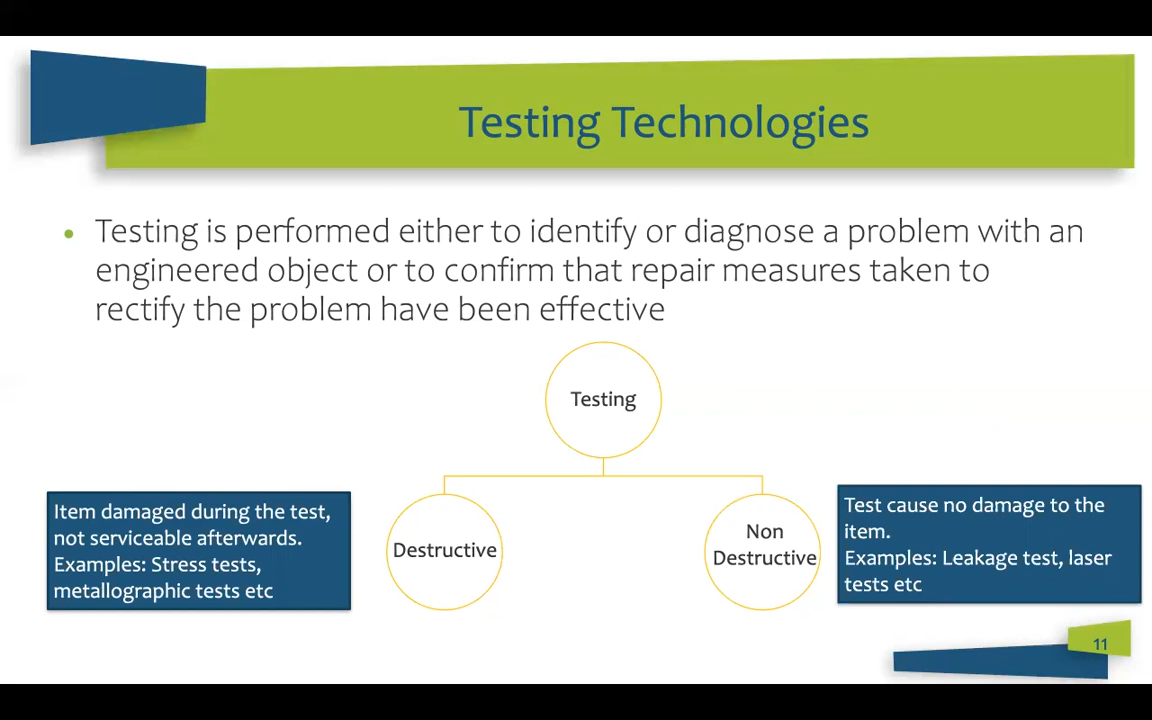 Testing Technologies
• Testing is performed either to identify or diagnose a problem with an
engineered object or to confirm that repair measures taken to
rectify the problem have been effective
Testing
Item damaged during the test,
not serviceable afterwards.
Examples: Stress tests,
metallographic tests etc
Destructive
Non
Destructive
Test cause no damage to the
item.
Examples: Leakage test, laser
tests etc
11